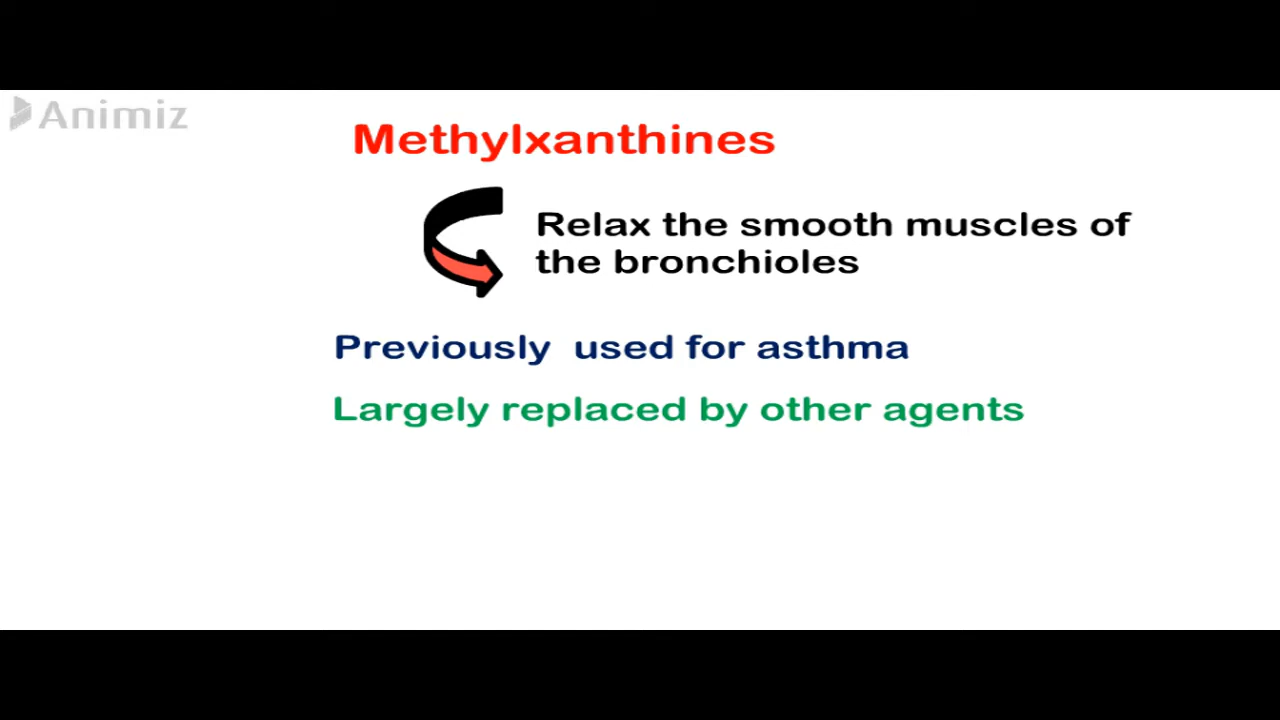 Animiz
Methylxanthines
Relax the smooth muscles of
the bronchioles
Previously used for asthma
Largely replaced by other agents